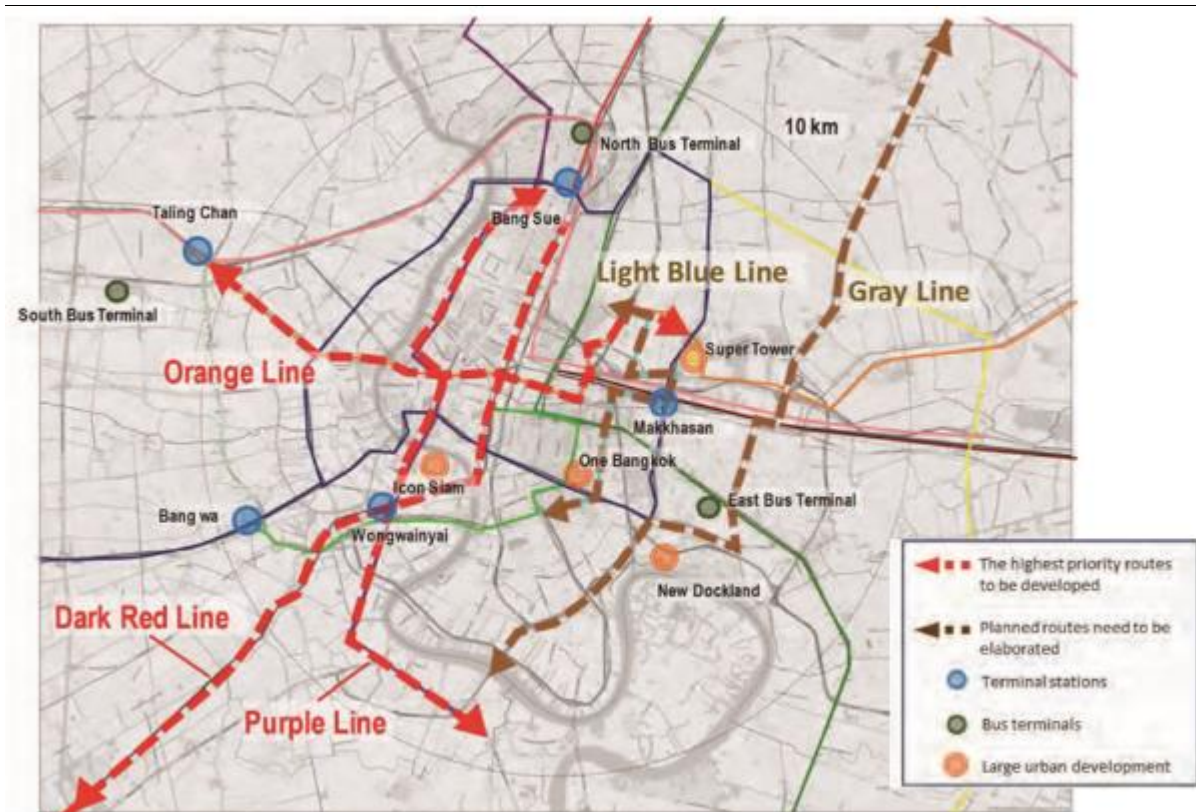 10 km
North Bus Terminal
Taling Chan
Bang Sue
Light Blue Line
Gray Line
South Bus Terminal
Super Tower
Orange Line
Makkhasan
One Bangkok
Icon Siam
East Bus Terminal
Bang wa
Wongwainyai
New Dockland
Dark Red Line
Purple Line
The highest priority routes
to be developed
Planned routes need to be
elaborated
Terminal stations
Bus terminals
Large urban development